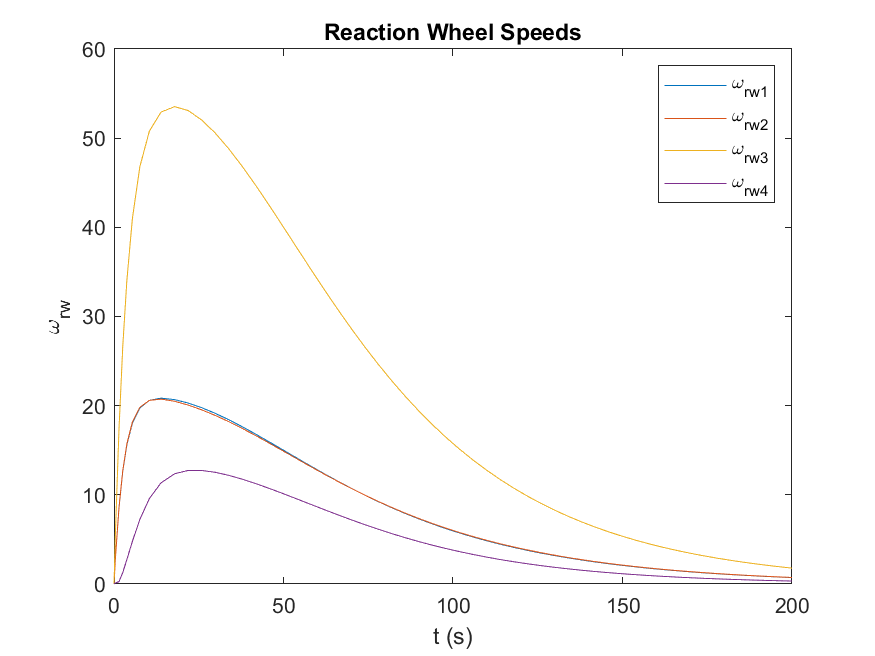 Reaction Wheel Speeds
60
50
40
30
20
10
0
ω_rw
ω_rw1
ω_rw2
ω_rw3
ω_rw4
0 50 100 150 200
t (s)